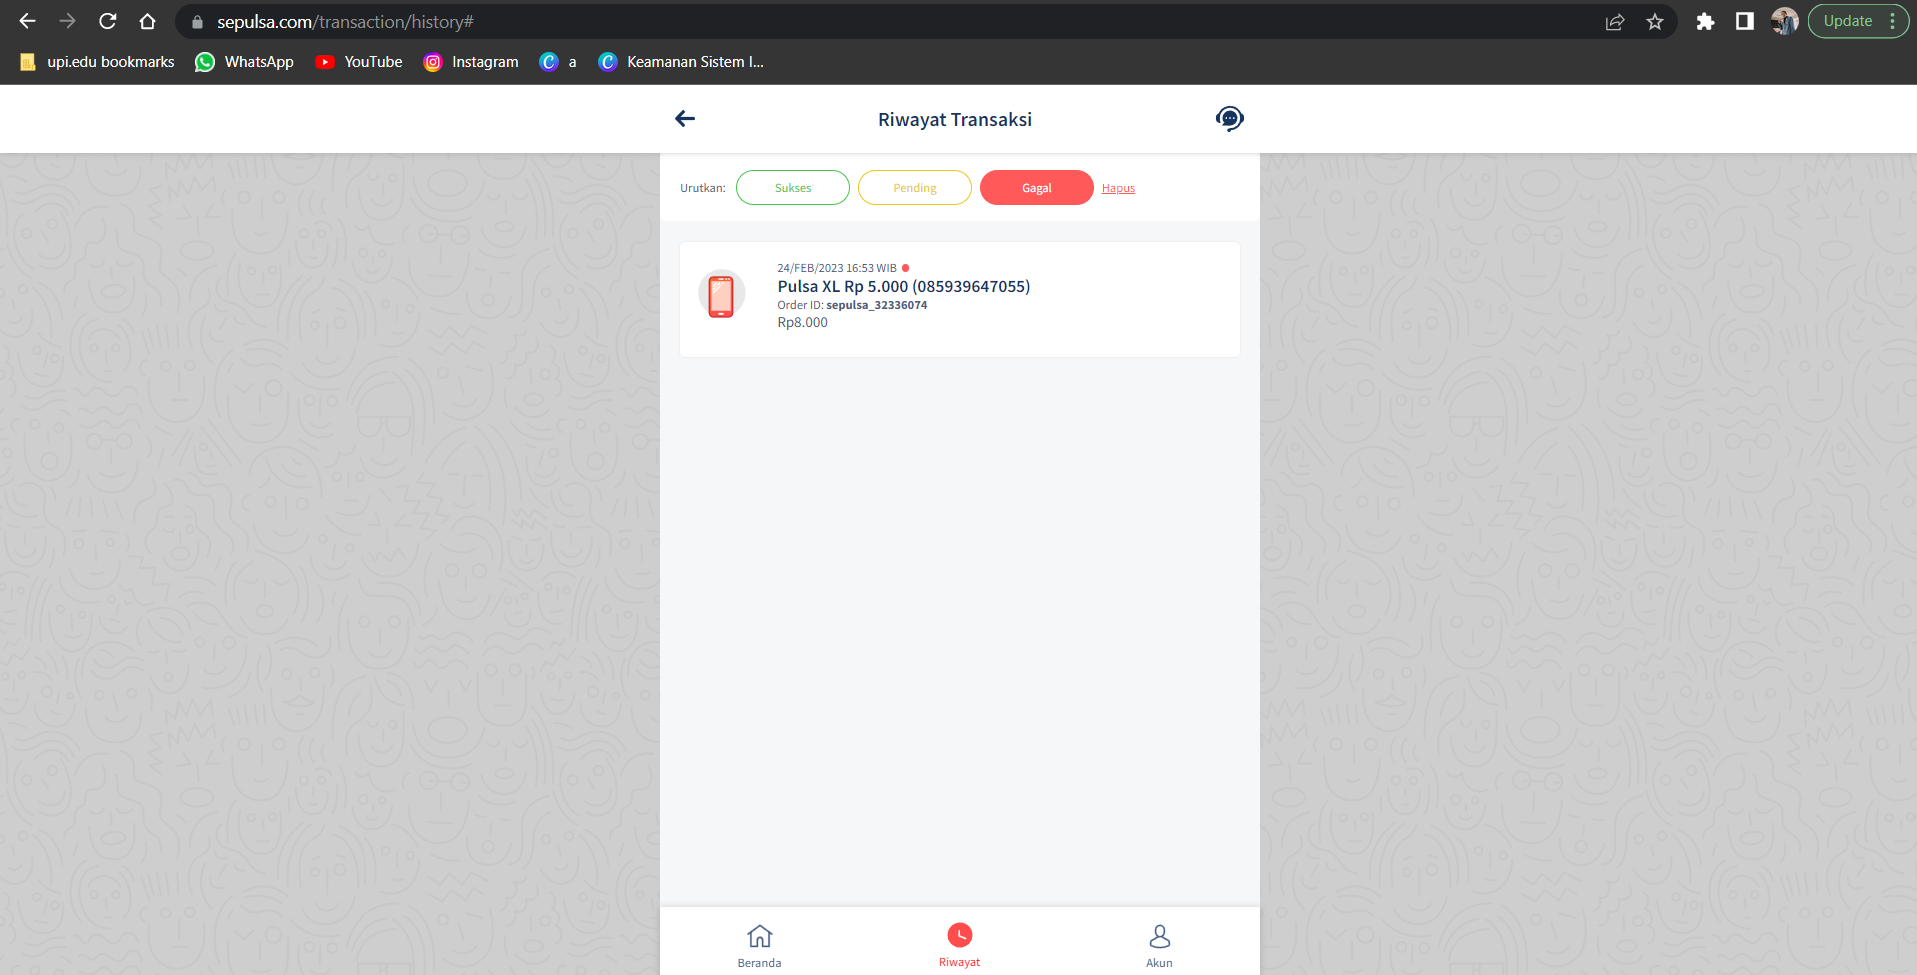 sepulsa.com/transaction/history#
Update
upi.edu bookmarks
WhatsApp
YouTube
Instagram
a
Keamanan Sistem I...
Riwayat Transaksi
Urutkan:
Sukses
Pending
Gagal
Hapus
24/FEB/2023 16:53 WIB
Pulsa XL Rp 5.000 (085939647055)
Order ID: sepulsa_32336074
Rp8.000
Beranda
Riwayat
Akun